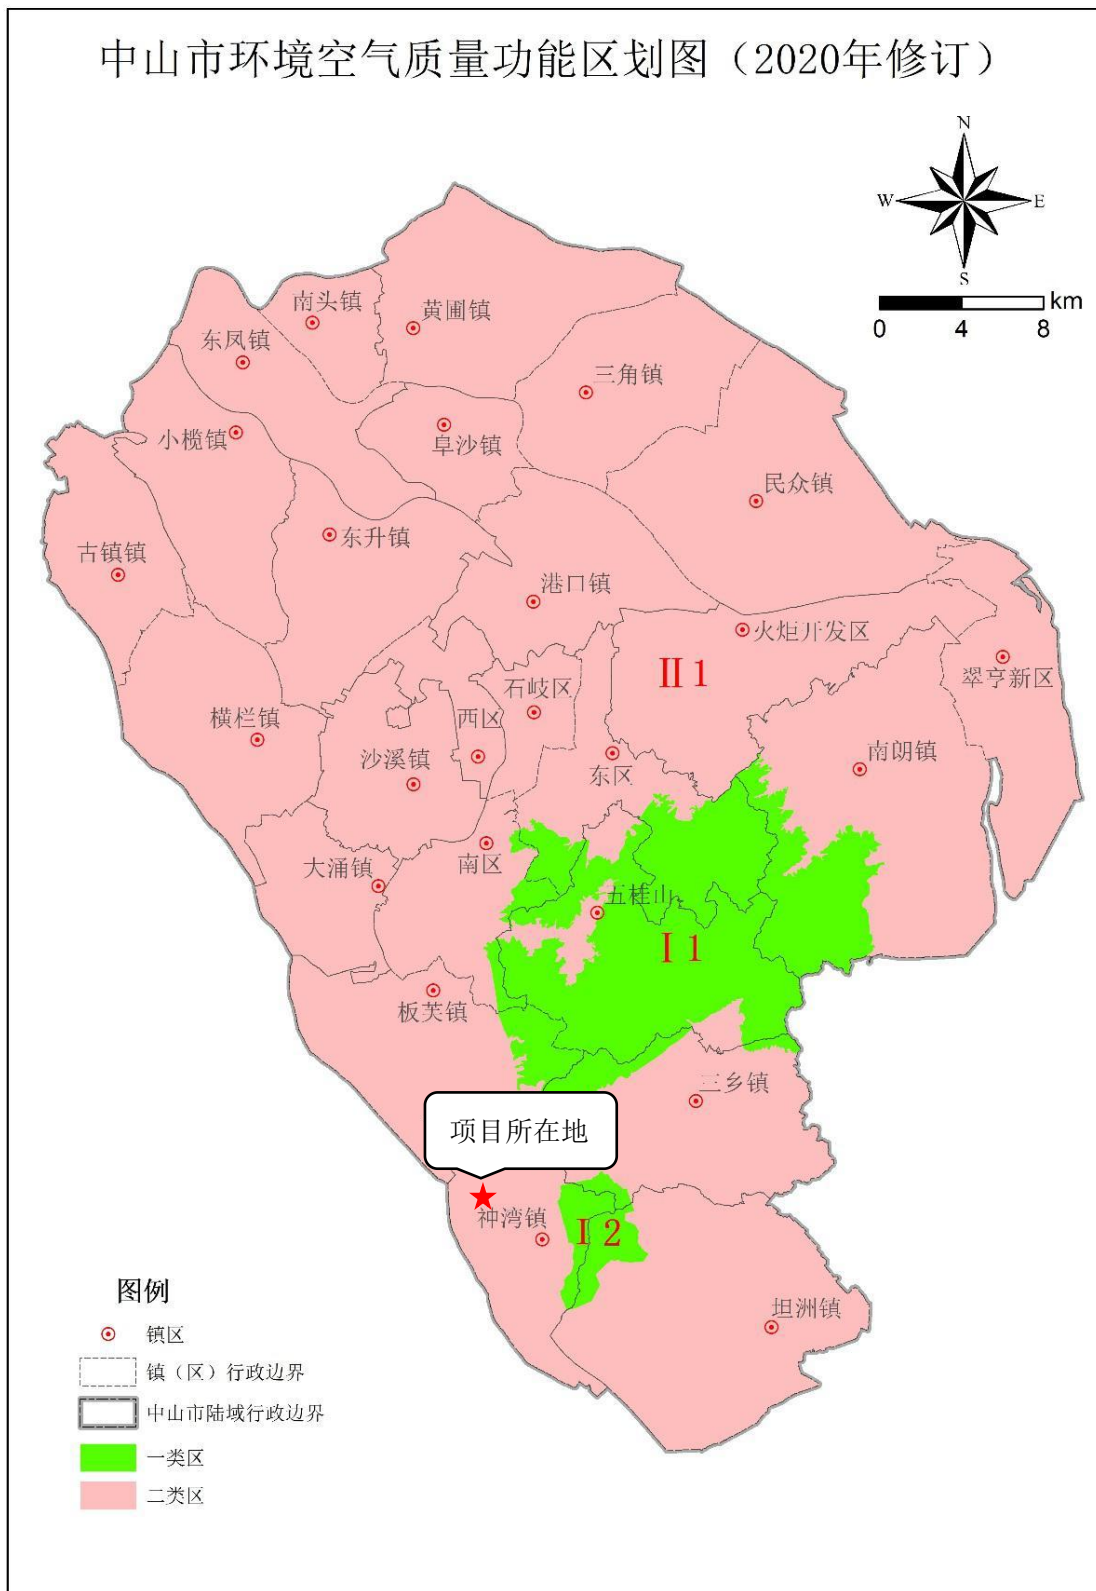 中山市环境空气质量功能区划图（2020年修订）
N
W
E
S
km
0 4 8
南头镇
黄圃镇
东凤镇
三角镇
小榄镇
阜沙镇
民众镇
东升镇
古镇镇
港口镇
火炬开发区
II 1
翠亨新区
石岐区
横栏镇
西区
沙溪镇
东区
南朗镇
南区
大涌镇
五桂山
I 1
板芙镇
三乡镇
项目所在地
神湾镇
I 2
坦洲镇
图例
镇区
镇（区）行政边界
中山市陆域行政边界
一类区
二类区